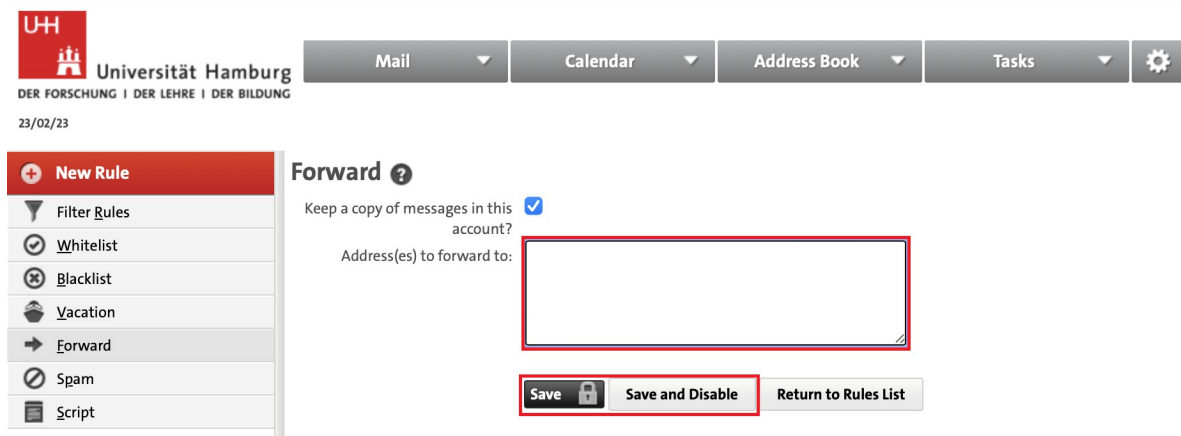 UHH
Universität Hamburg
DER FORSCHUNG I DER LEHRE I DER BILDUNG
Mail
Calendar
Address Book
Tasks
23/02/23
New Rule
Filter Rules
Whitelist
Blacklist
Vacation
Forward
Spam
Script
Forward ?
Keep a copy of messages in this
account?
Address(es) to forward to:
Save
Save and Disable
Return to Rules List